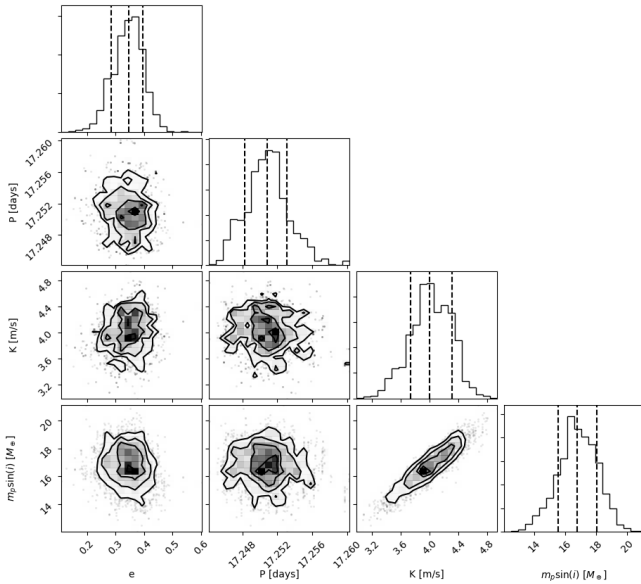 17.260
17.256
17.252
17.248
P [days]
4.8
4.4
4.0
3.6
3.2
K [m/s]
20
18
16
14
m_p sin(i) [M_⊕]
0.2 0.3 0.4 0.5 0.6
e
17.248 17.252 17.256 17.260
P [days]
3.2 3.6 4.0 4.4 4.8
K [m/s]
14 16 18 20
m_p sin(i) [M_⊕]